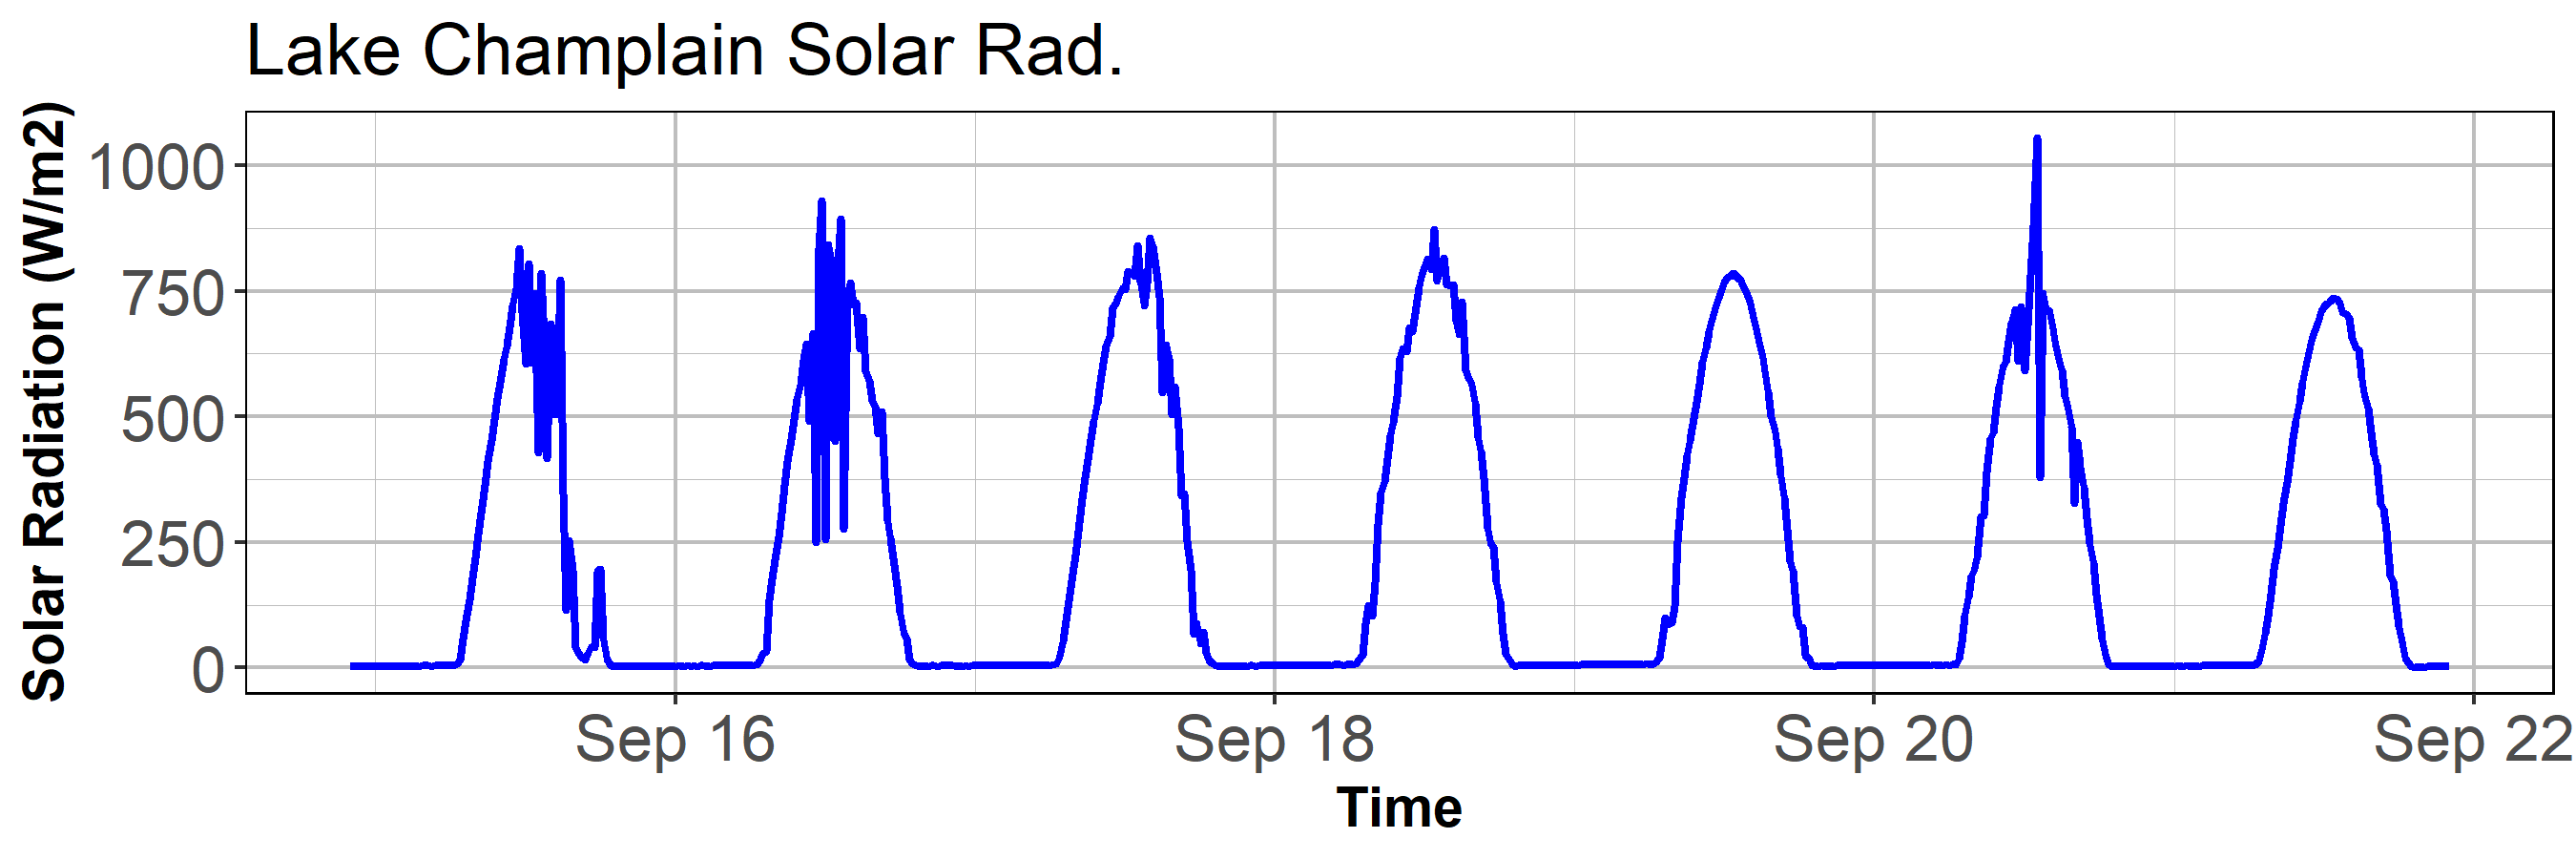 Lake Champlain Solar Rad.
Solar Radiation (W/m2)
1000
750
500
250
0
Sep 16
Sep 18
Sep 20
Sep 22
Time